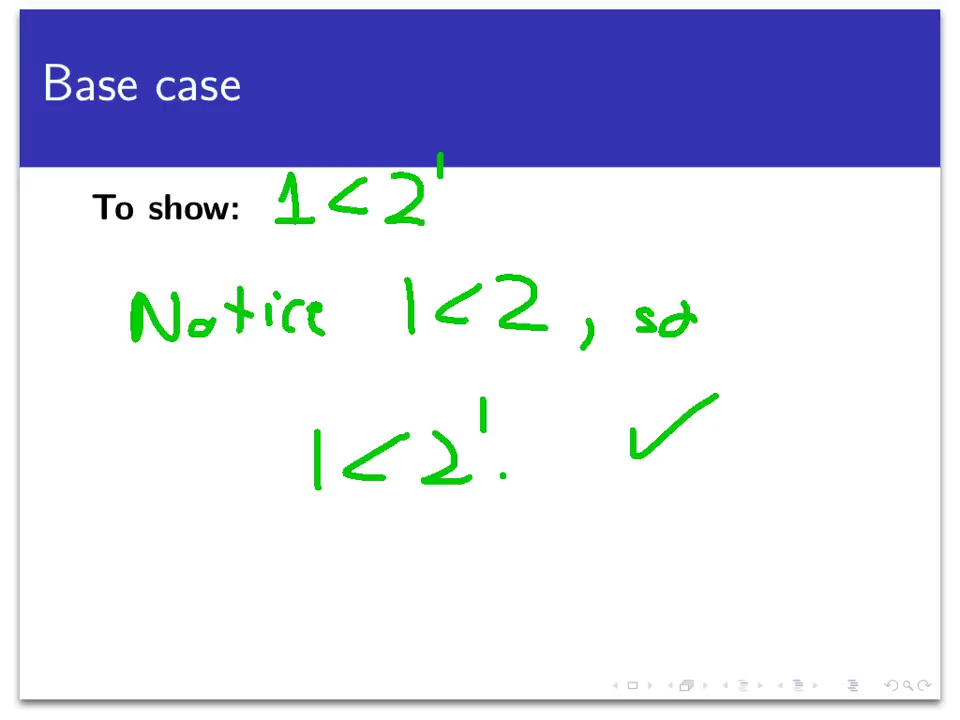 Base case
To show: 1 < 2¹
Notice 1 < 2, so
1 < 2¹. ✓